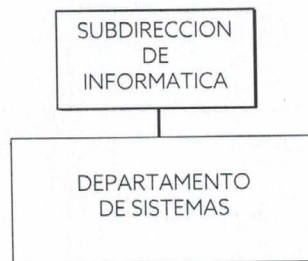 SUBDIRECCION
DE
INFORMATICA
DEPARTAMENTO
DE SISTEMAS